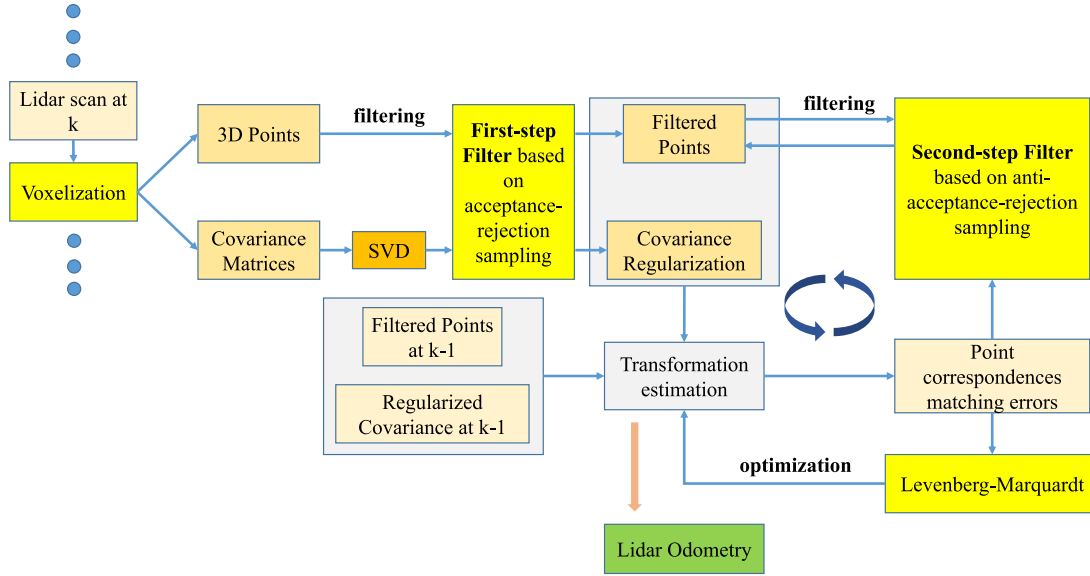 Lidar scan at
k
Voxelization
3D Points
Covariance
Matrices
SVD
filtering
First-step
Filter based
on
acceptance-
rejection
sampling
Filtered
Points
Covariance
Regularization
filtering
Second-step Filter
based on anti-
acceptance-rejection
sampling
Filtered Points
at k-1
Regularized
Covariance at k-1
Transformation
estimation
Point
correspondences
matching errors
optimization
Levenberg-Marquardt
Lidar Odometry